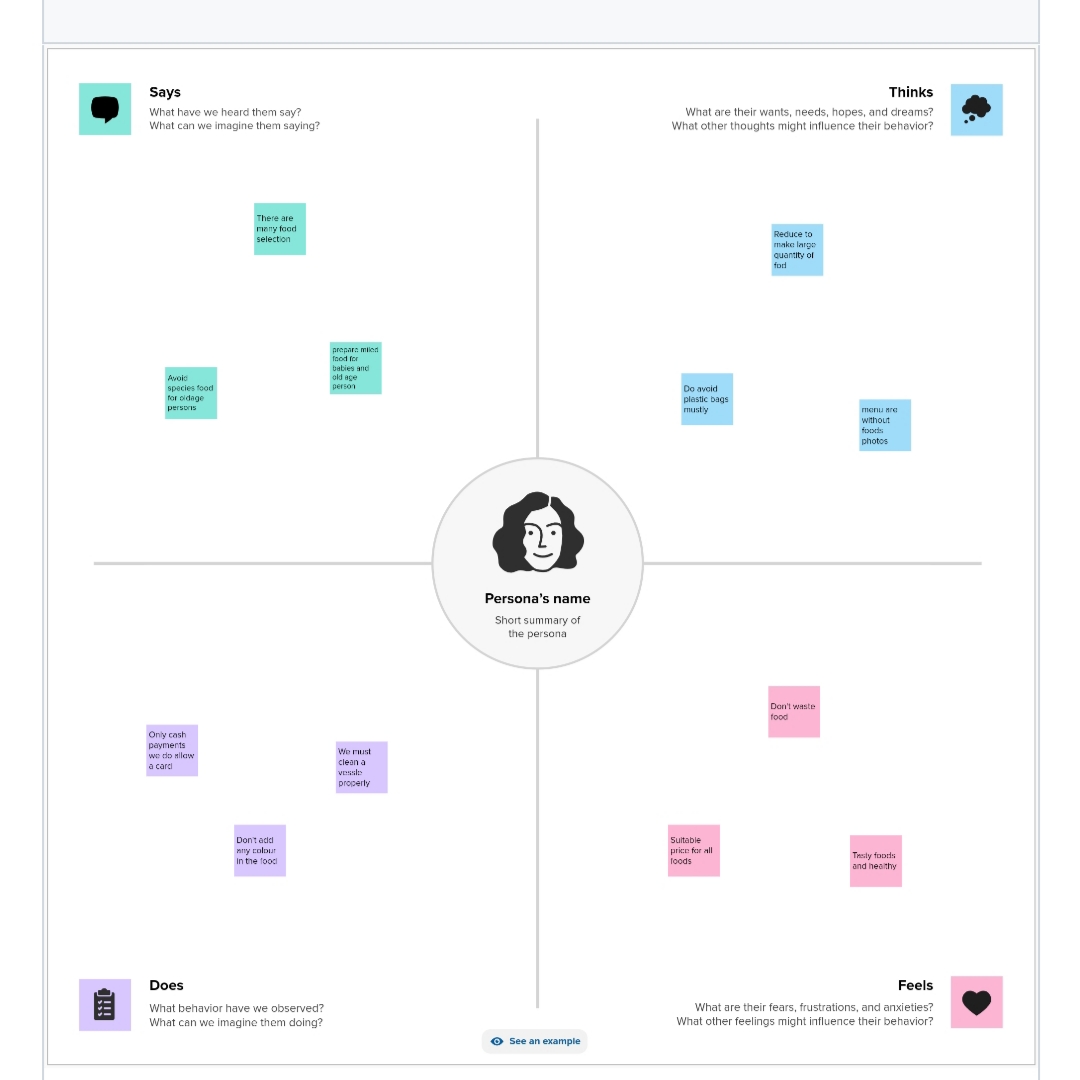 Says
What have we heard them say?
What can we imagine them saying?
Thinks
What are their wants, needs, hopes, and dreams?
What other thoughts might influence their behavior?
There are
many food
selection
Avoid
species food
for oldage
persons
prepare miled
food for
babies and
old age
person
Reduce to
make large
quantity of
fod
Do avoid
plastic bags
mustly
menu are
without
foods
photos
Persona's name
Short summary of
the persona
Only cash
payments
we do allow
a card
We must
clean a
vessle
properly
Don't add
any colour
in the food
Don't waste
food
Suitable
price for all
foods
Tasty foods
and healthy
Does
What behavior have we observed?
What can we imagine them doing?
Feels
What are their fears, frustrations, and anxieties?
What other feelings might influence their behavior?
See an example